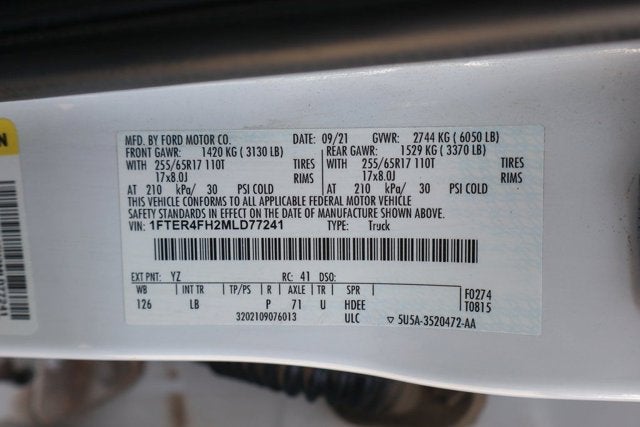 MFD. BY FORD MOTOR CO. 09/21 GVWR: 2744 KG ( 6050 LB)
FRONT GAWR: 1420 KG ( 3130 LB) REAR GAWR: 1529 KG ( 3370 LB)
WITH 255/65R17 110T TIRES WITH 255/65R17 110T TIRES
17x8.0J RIMS 17x8.0J RIMS
AT 210 kPa/ 30 PSI COLD AT 210 kPa/ 30 PSI COLD
THIS VEHICLE CONFORMS TO ALL APPLICABLE FEDERAL MOTOR VEHICLE
SAFETY STANDARDS IN EFFECT ON THE DATE OF MANUFACTURE SHOWN ABOVE.
VIN: 1FTER4FH2MLD77241 TYPE: Truck
EXT PNT: YZ RC: 41 DSO:
WB INT TR TP/PS R AXLE TR SPR
126 LB P 71 U HDEE
ULC
F0274
T0815
3202109076013
▽ 5U5A-3520472-AA